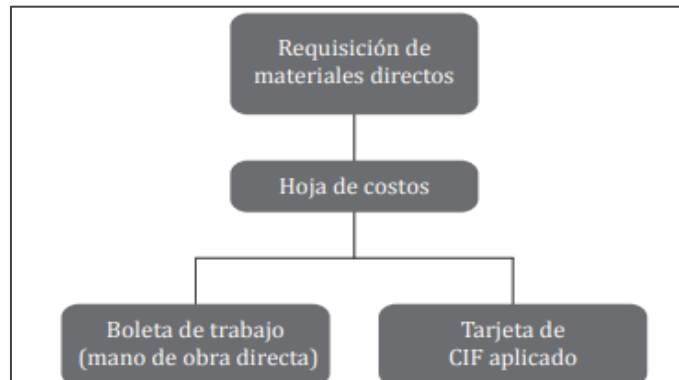 Requisición de
materiales directos
Hoja de costos
Boleta de trabajo
(mano de obra directa)
Tarjeta de
CIF aplicado